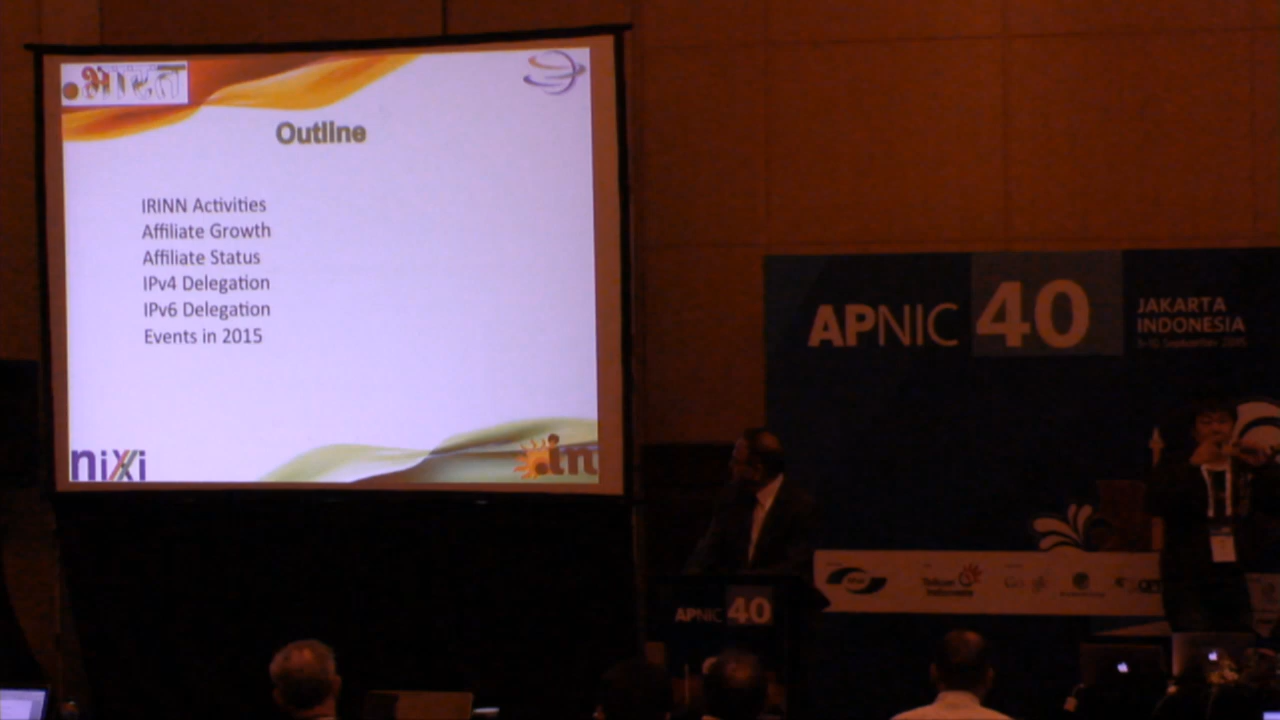 .भारत
Outline
IRINN Activities
Affiliate Growth
Affiliate Status
IPv4 Delegation
IPv6 Delegation
Events in 2015
nixi
.in
APNIC 40
JAKARTA
INDONESIA
APNIC 40